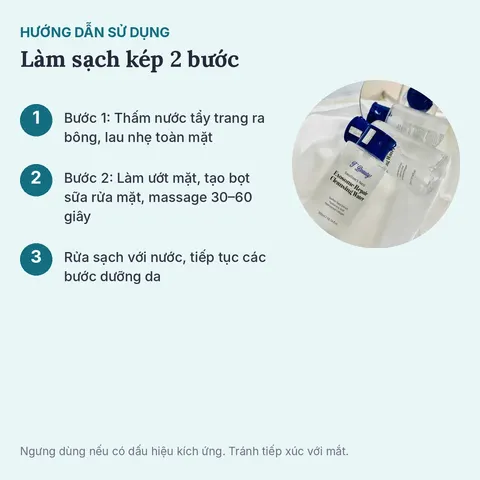 HƯỚNG DẪN SỬ DỤNG
Làm sạch kép 2 bước
1
Bước 1: Thấm nước tẩy trang ra
bông, lau nhẹ toàn mặt
2
Bước 2: Làm ướt mặt, tạo bọt
sữa rửa mặt, massage 30–60
giây
3
Rửa sạch với nước, tiếp tục các
bước dưỡng da
Exosome Repair
Cleansing Water
Ngưng dùng nếu có dấu hiệu kích ứng. Tránh tiếp xúc với mắt.